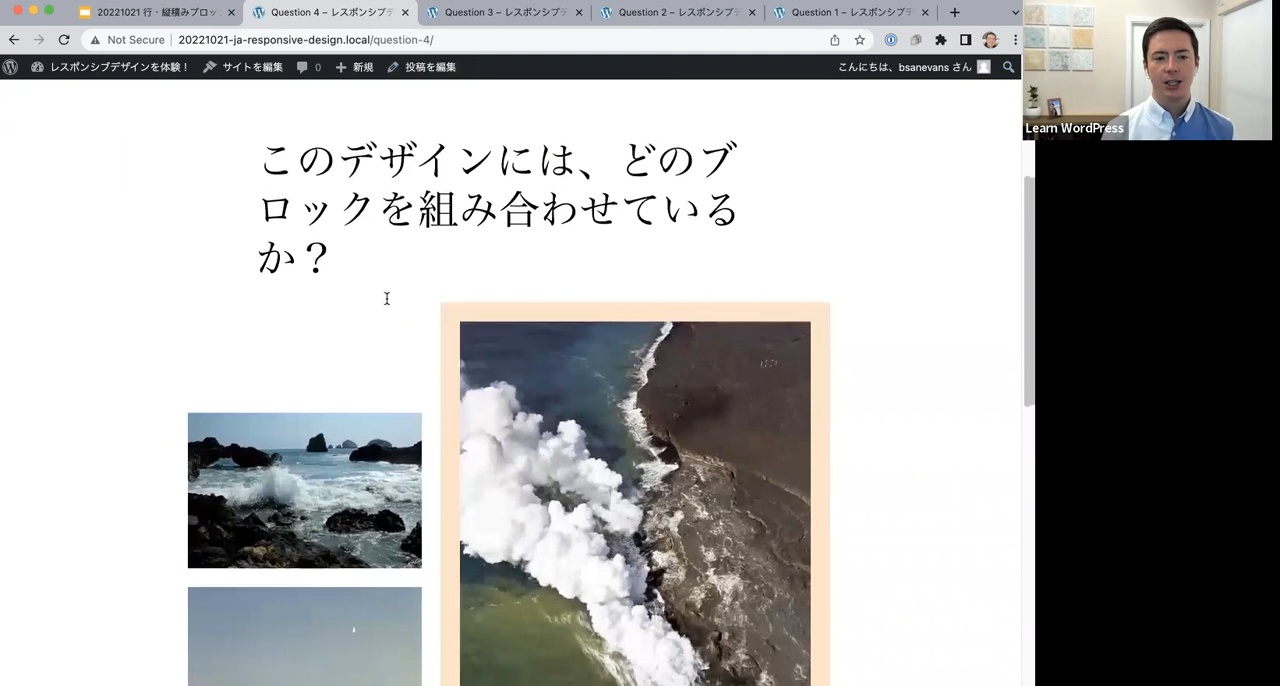 20221021 行・縦積みブロッ
Question 4 – レスポンシブデ
Question 3 – レスポンシブデ
Question 2 – レスポンシブデ
Question 1 – レスポンシブデ
Not Secure
20221021-ja-responsive-design.local/question-4/
レスポンシブデザインを体験！
サイトを編集
0
新規
投稿を編集
こんにちは、bsanevans さん
Learn WordPress
このデザインには、どのブ
ロックを組み合わせている
か？